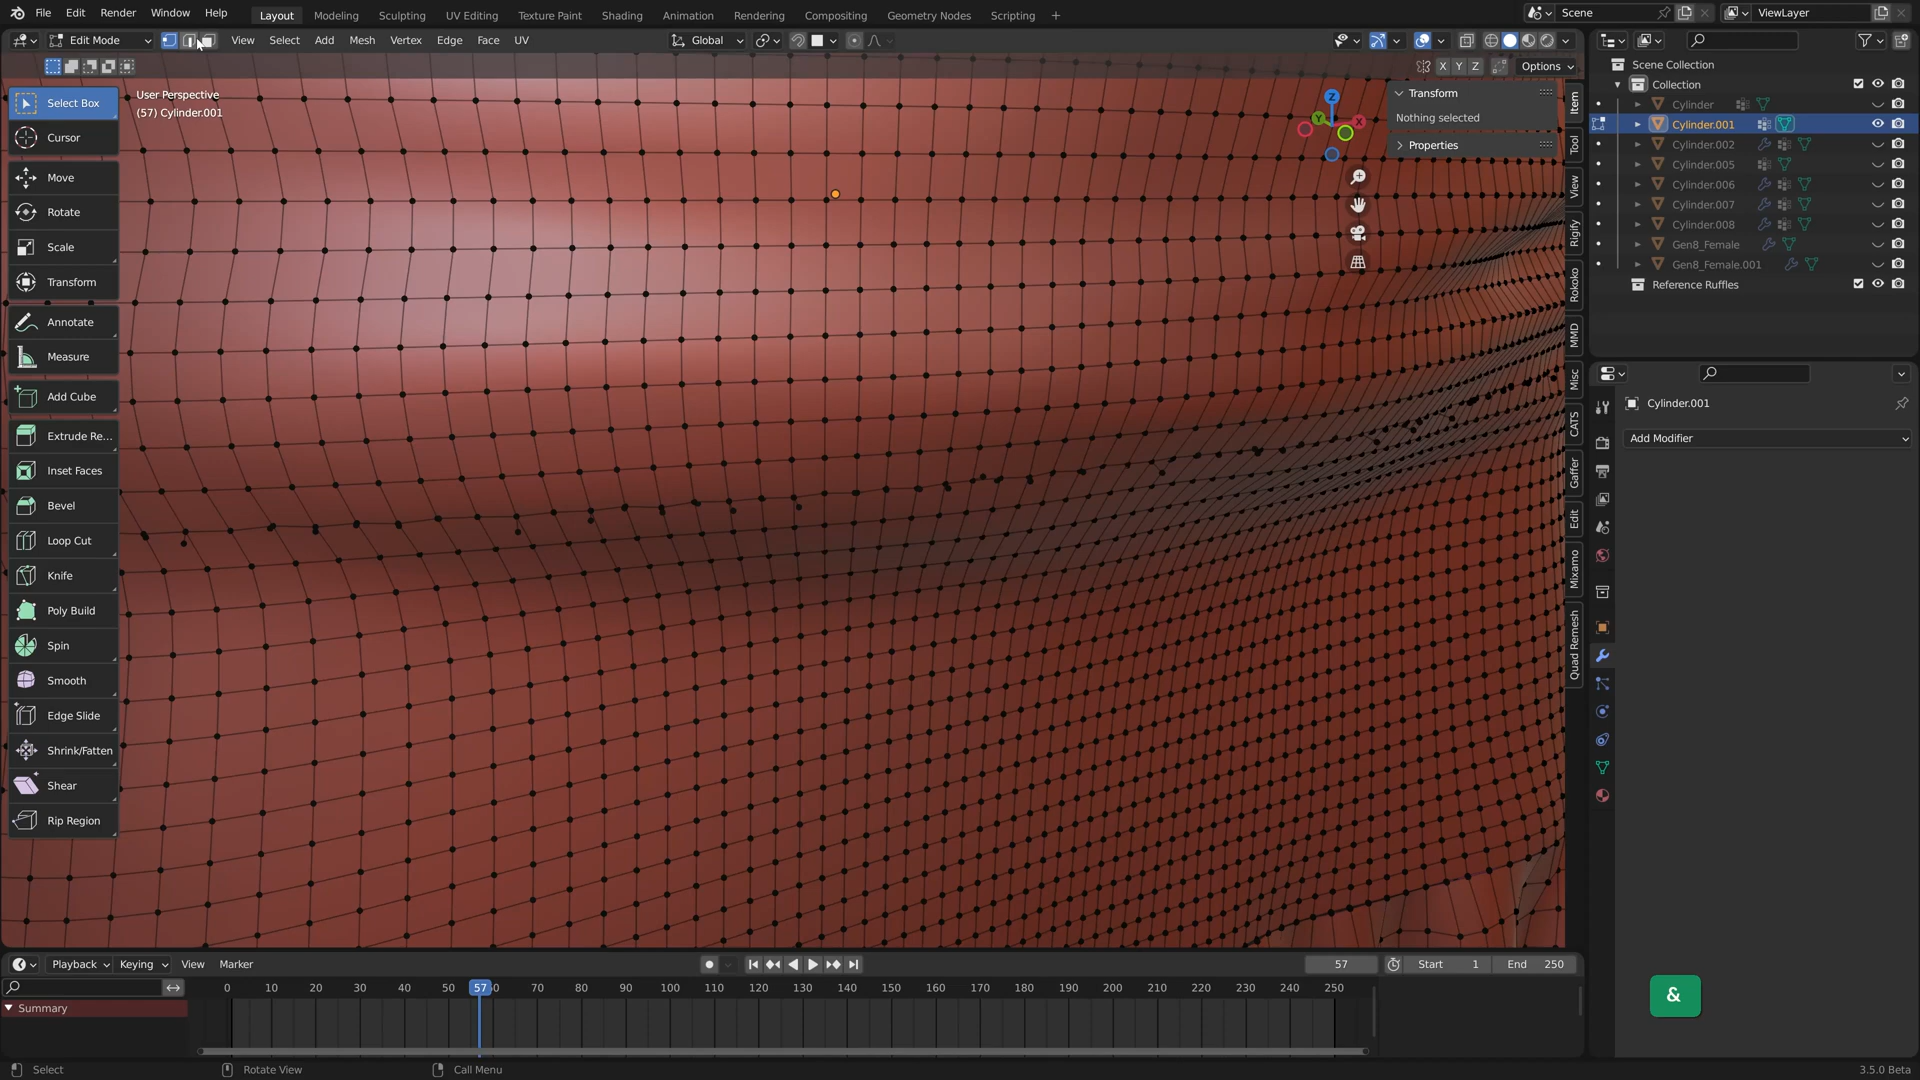 File Edit Render Window Help Layout Modeling Sculpting UV Editing Texture Paint Shading Animation Rendering Compositing Geometry Nodes Scripting + Scene ViewLayer
Edit Mode View Select Add Mesh Vertex Edge Face UV Global
X Y Z Options
Select Box
Cursor
Move
Rotate
Scale
Transform
Annotate
Measure
Add Cube
Extrude Re...
Inset Faces
Bevel
Loop Cut
Knife
Poly Build
Spin
Smooth
Edge Slide
Shrink/Fatten
Shear
Rip Region
User Perspective
(57) Cylinder.001
Z
Y
X
Transform
Nothing selected
Properties
Item
Tool
View
Rigify
Rokoko
MMD
Misc
CATS
Gaffer
Edit
Mixamo
Quad Remesh
Scene Collection
Collection
Cylinder
Cylinder.001
Cylinder.002
Cylinder.005
Cylinder.006
Cylinder.007
Cylinder.008
Gen8_Female
Gen8_Female.001
Reference Ruffles
Cylinder.001
Add Modifier
Playback Keying View Marker 57 Start 1 End 250
0 10 20 30 40 50 57 70 80 90 100 110 120 130 140 150 160 170 180 190 200 210 220 230 240 250
Summary
&
Select Rotate View Call Menu 3.5.0 Beta